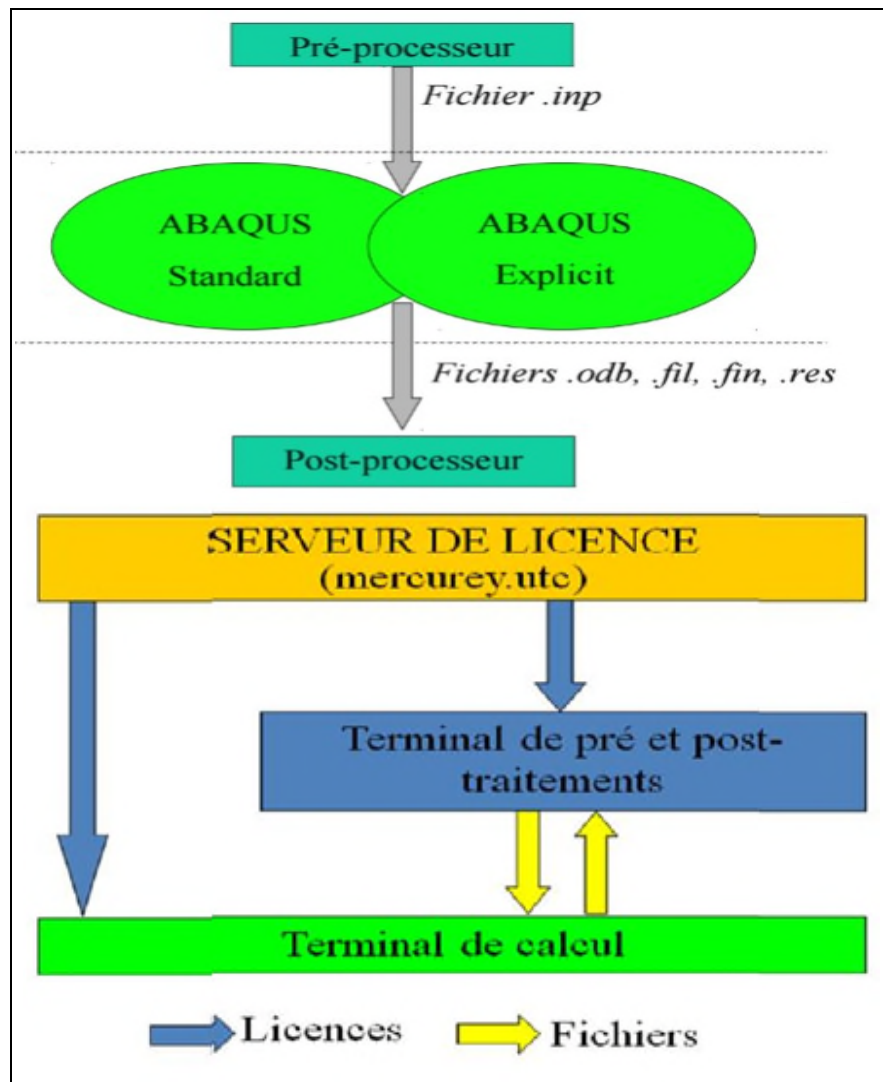 Pré-processeur
Fichier .inp
ABAQUS
Standard
ABAQUS
Explicit
Fichiers .odb, .fil, .fin, .res
Post-processeur
SERVEUR DE LICENCE
(mercurey.utc)
Terminal de pré et post-
traitements
Terminal de calcul
Licences
Fichiers